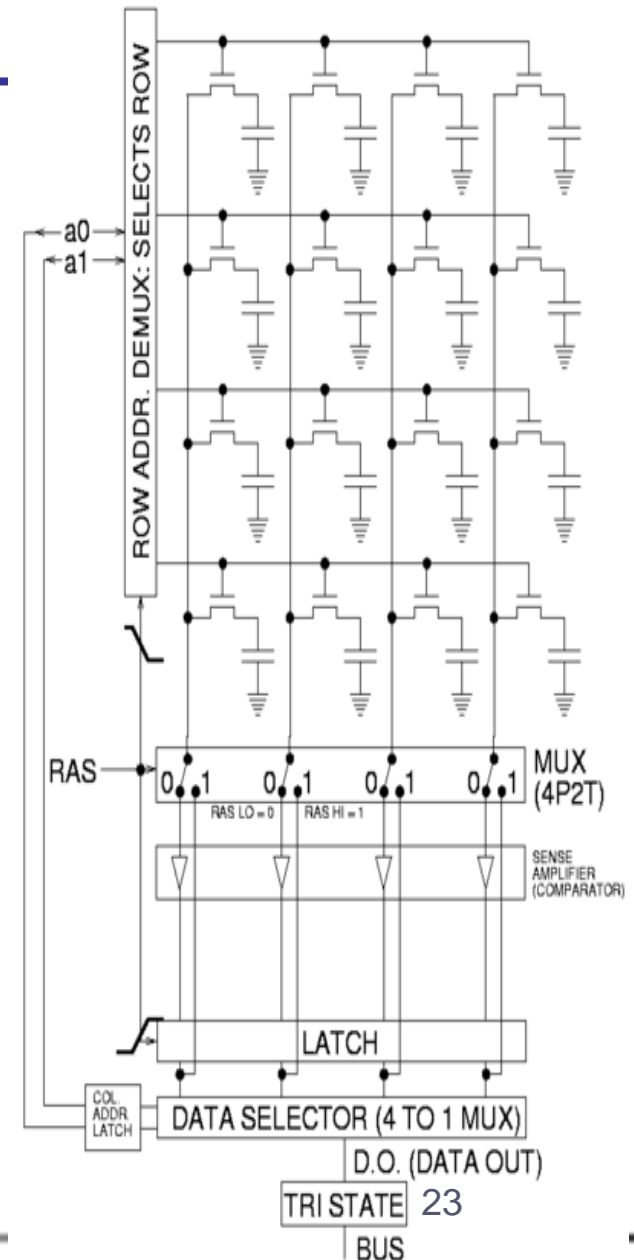 ROW ADDR. DEMUX: SELECTS ROW
a0
a1
RAS
0 1 0 1 0 1 0 1
MUX
(4P2T)
RAS LO = 0 RAS HI = 1
SENSE
AMPLIFIER
(COMPARATOR)
LATCH
COL.
ADDR.
LATCH
DATA SELECTOR (4 TO 1 MUX)
D.O. (DATA OUT)
TRI STATE 23
BUS